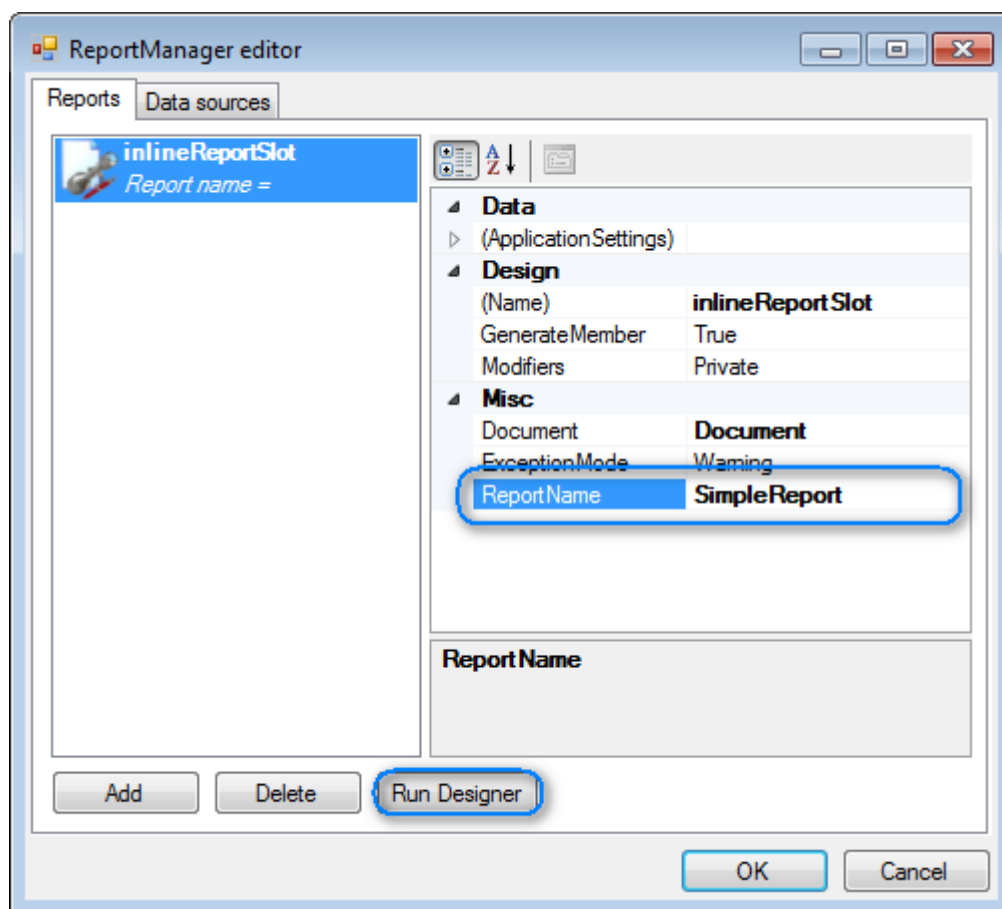 ReportManager editor
Reports Data sources
inlineReportSlot
Report name =
A
Z
Data
(ApplicationSettings)
Design
(Name) inlineReportSlot
GenerateMember True
Modifiers Private
Misc
Document Document
ExceptionMode Warning
ReportName SimpleReport
ReportName
Add Delete Run Designer
OK Cancel